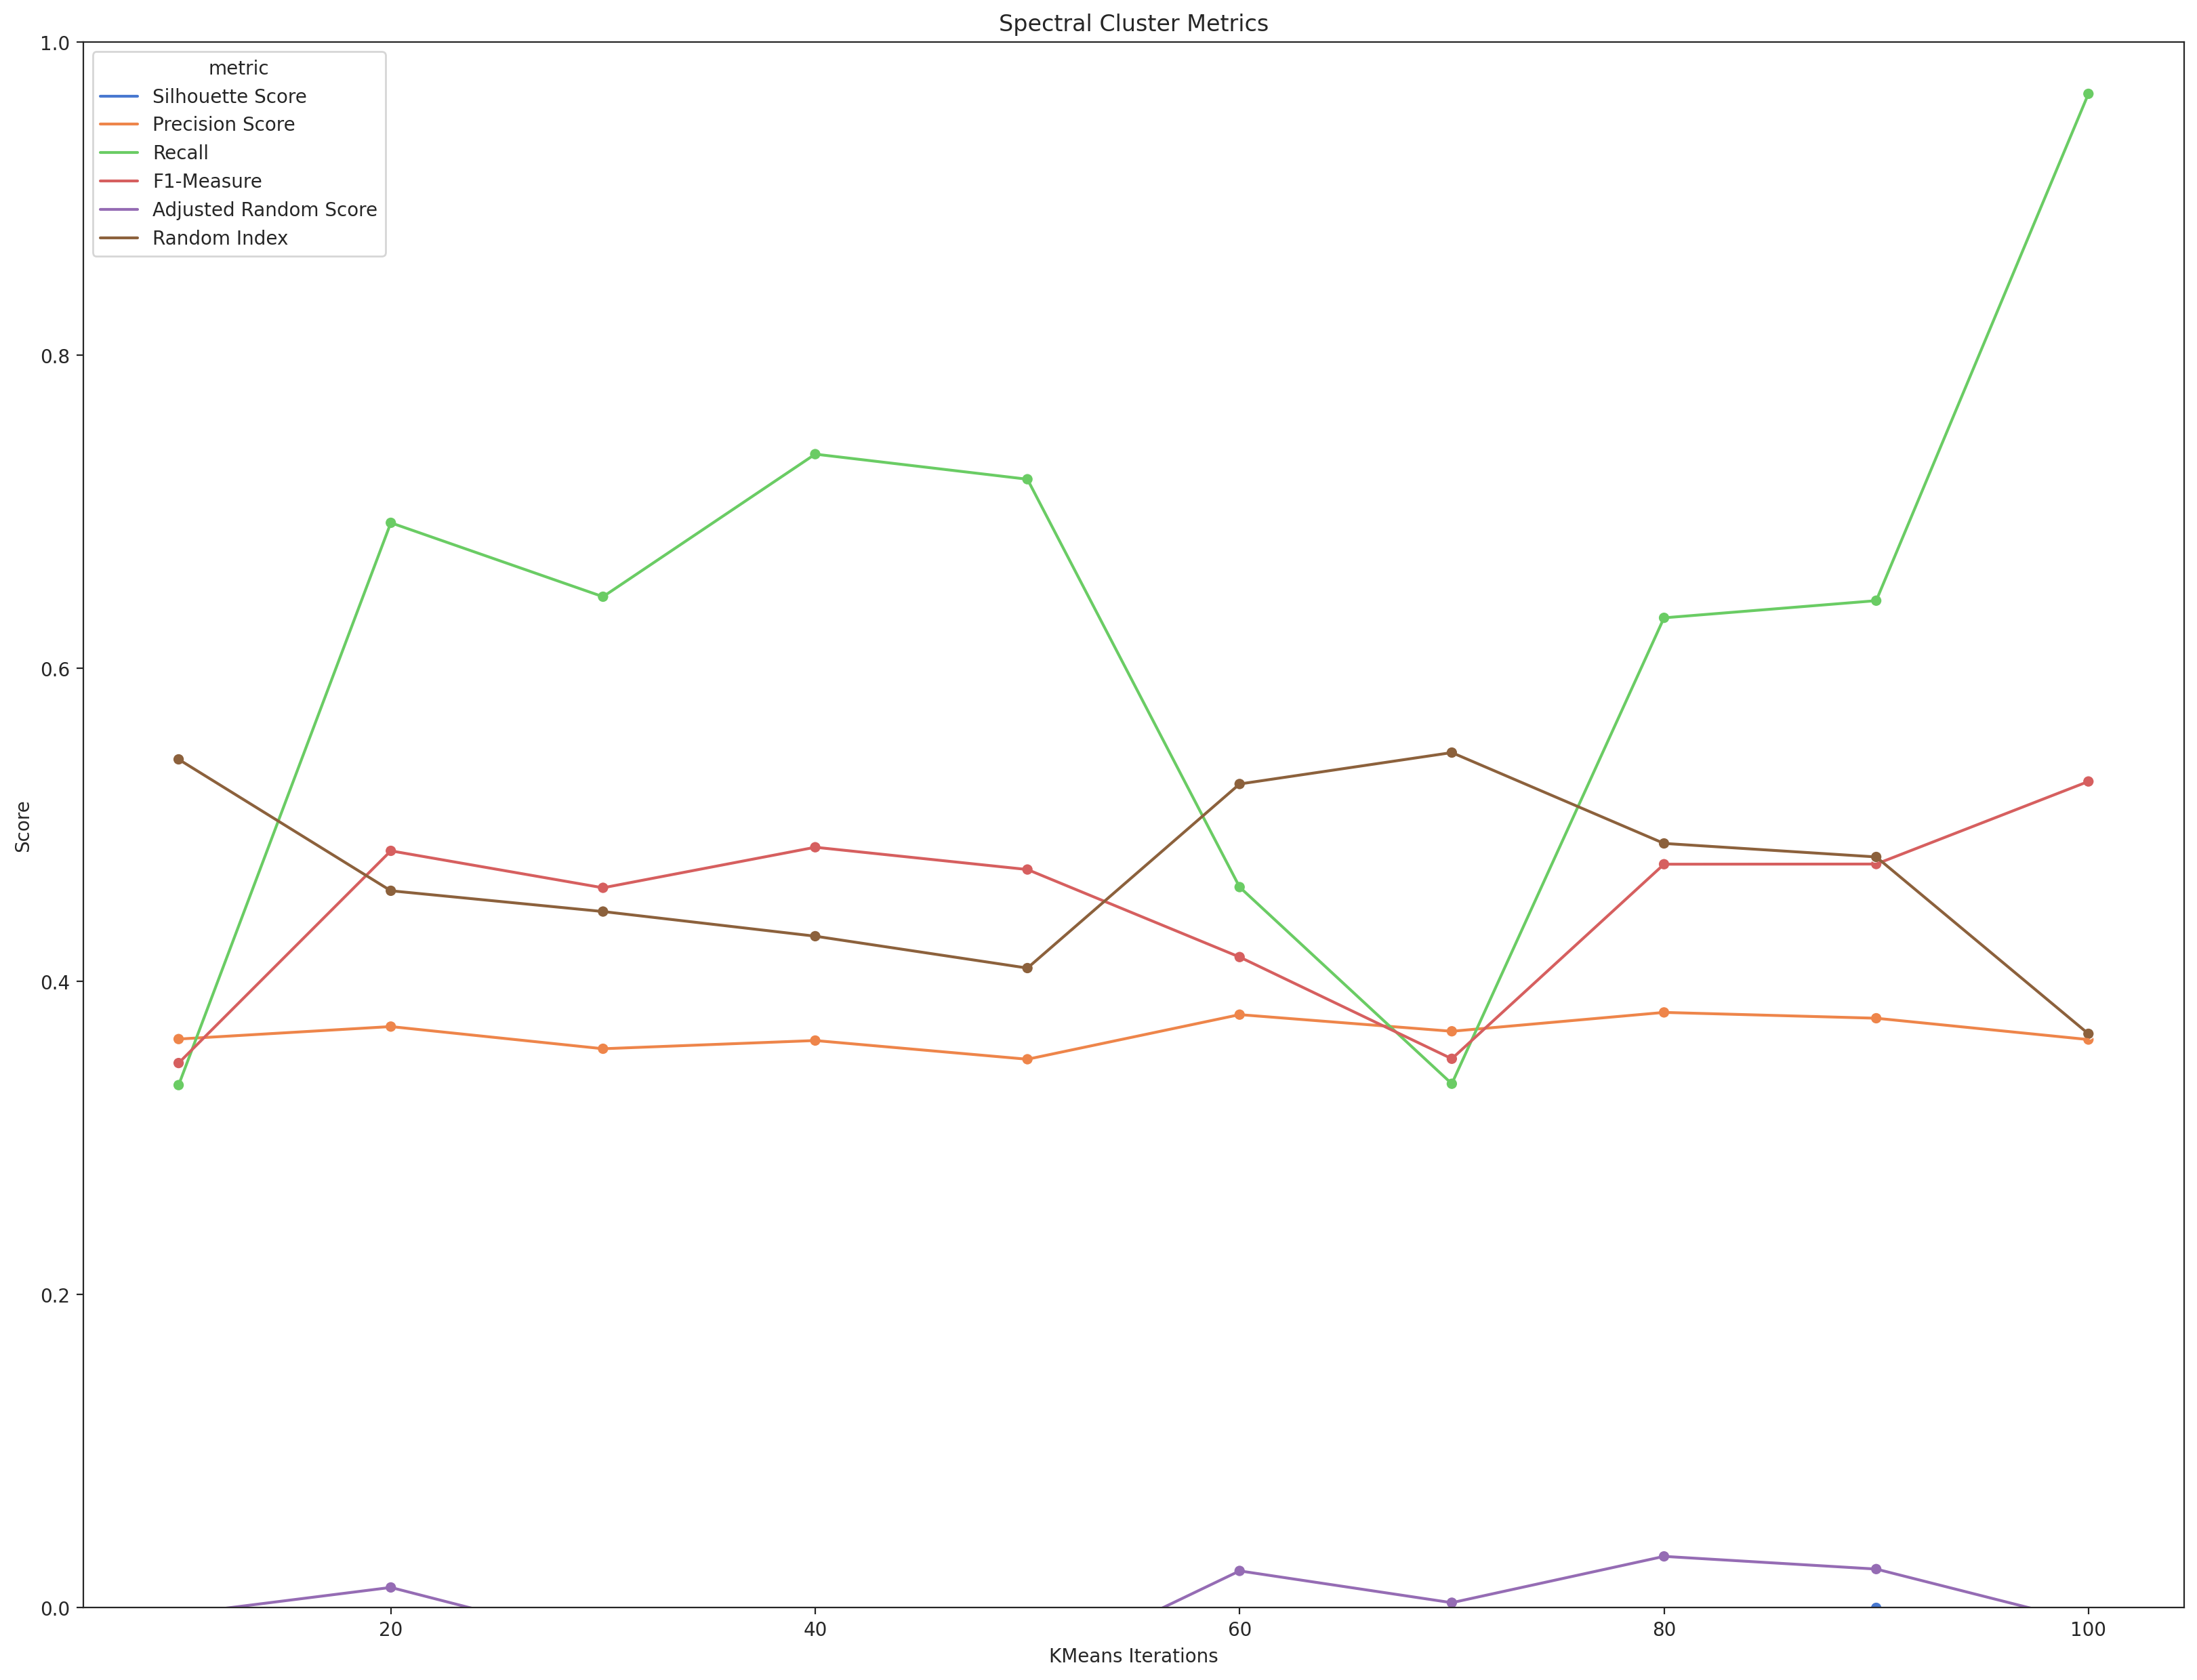 Spectral Cluster Metrics
1.0
metric
Silhouette Score
Precision Score
Recall
F1-Measure
Adjusted Random Score
Random Index
0.8
0.6
Score
0.4
0.2
0.0
20 40 60 80 100
KMeans Iterations